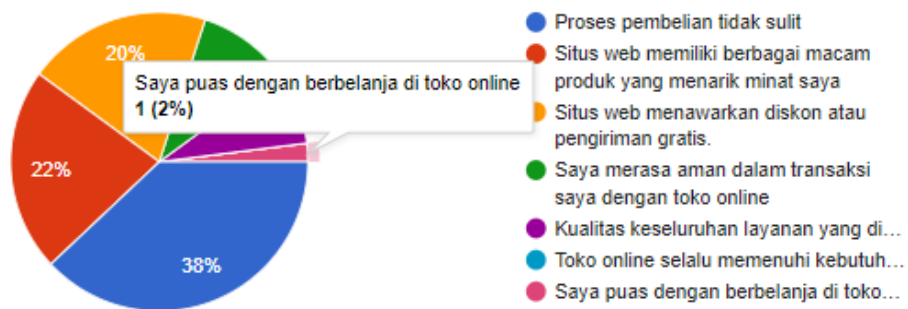 20%
Saya puas dengan berbelanja di toko online
1 (2%)
22%
38%
Proses pembelian tidak sulit
Situs web memiliki berbagai macam
produk yang menarik minat saya
Situs web menawarkan diskon atau
pengiriman gratis.
Saya merasa aman dalam transaksi
saya dengan toko online
Kualitas keseluruhan layanan yang di...
Toko online selalu memenuhi kebutuh...
Saya puas dengan berbelanja di toko...